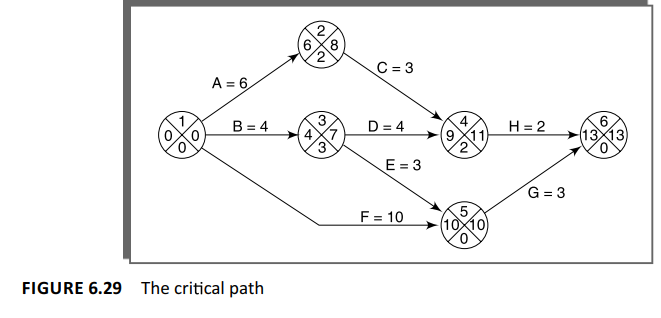 2
6 8
2
C = 3
A = 6
1
0 0
0
B = 4
3
4 7
3
D = 4
4
9 11
2
H = 2
6
13 13
0
E = 3
G = 3
F = 10
5
10 10
0
FIGURE 6.29 The critical path